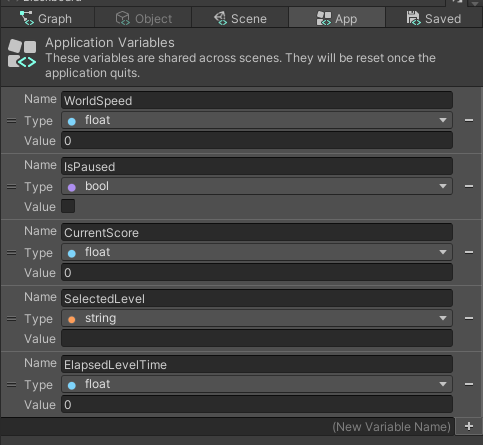 Graph Object Scene App Saved
Application Variables
These variables are shared across scenes. They will be reset once the
application quits.
Name WorldSpeed
Type float
Value 0
Name IsPaused
Type bool
Value
Name CurrentScore
Type float
Value 0
Name SelectedLevel
Type string
Value
Name ElapsedLevelTime
Type float
Value 0
(New Variable Name)